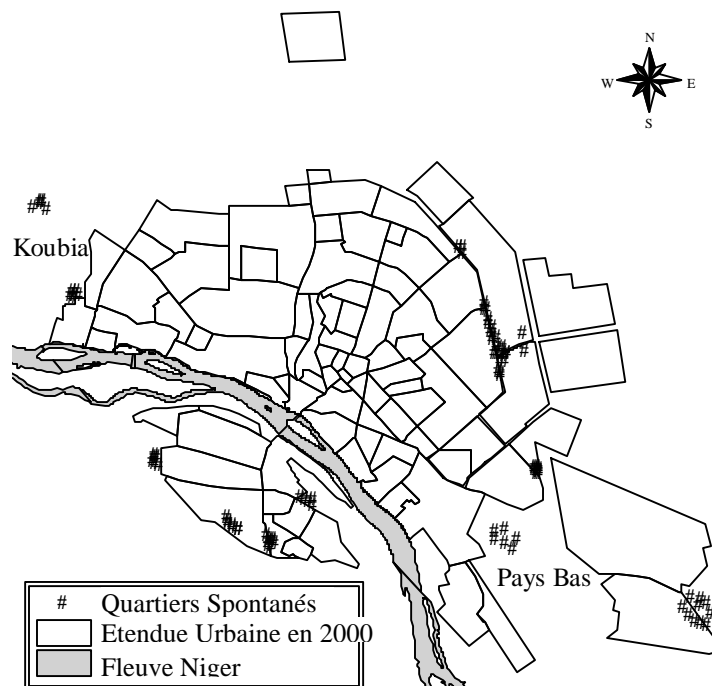 N
W E
S
Koubia
Pays Bas
# Quartiers Spontanés
Etendue Urbaine en 2000
Fleuve Niger